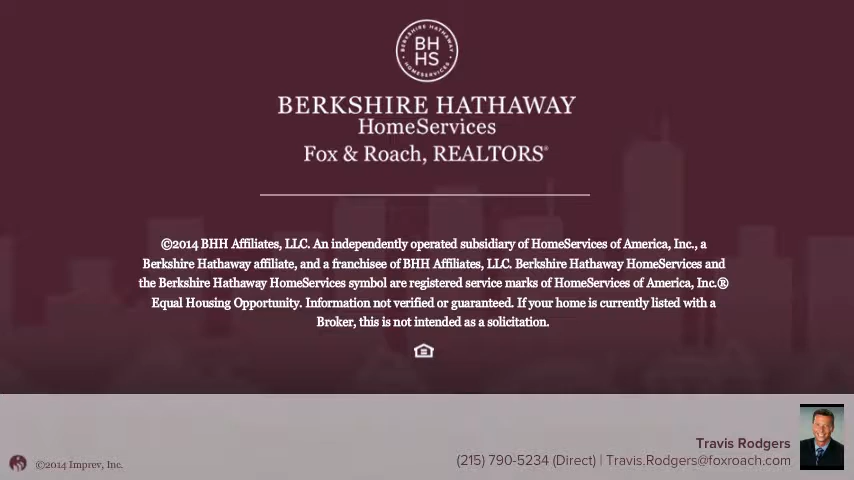 BERKSHIRE HATHAWAY
BH
HS
HOMESERVICES
BERKSHIRE HATHAWAY
HomeServices
Fox & Roach, REALTORS®
©2014 BHH Affiliates, LLC. An independently operated subsidiary of HomeServices of America, Inc., a
Berkshire Hathaway affiliate, and a franchisee of BHH Affiliates, LLC. Berkshire Hathaway HomeServices and
the Berkshire Hathaway HomeServices symbol are registered service marks of HomeServices of America, Inc.®
Equal Housing Opportunity. Information not verified or guaranteed. If your home is currently listed with a
Broker, this is not intended as a solicitation.
Travis Rodgers
(215) 790-5234 (Direct) | Travis.Rodgers@foxroach.com
©2014 Imprev, Inc.